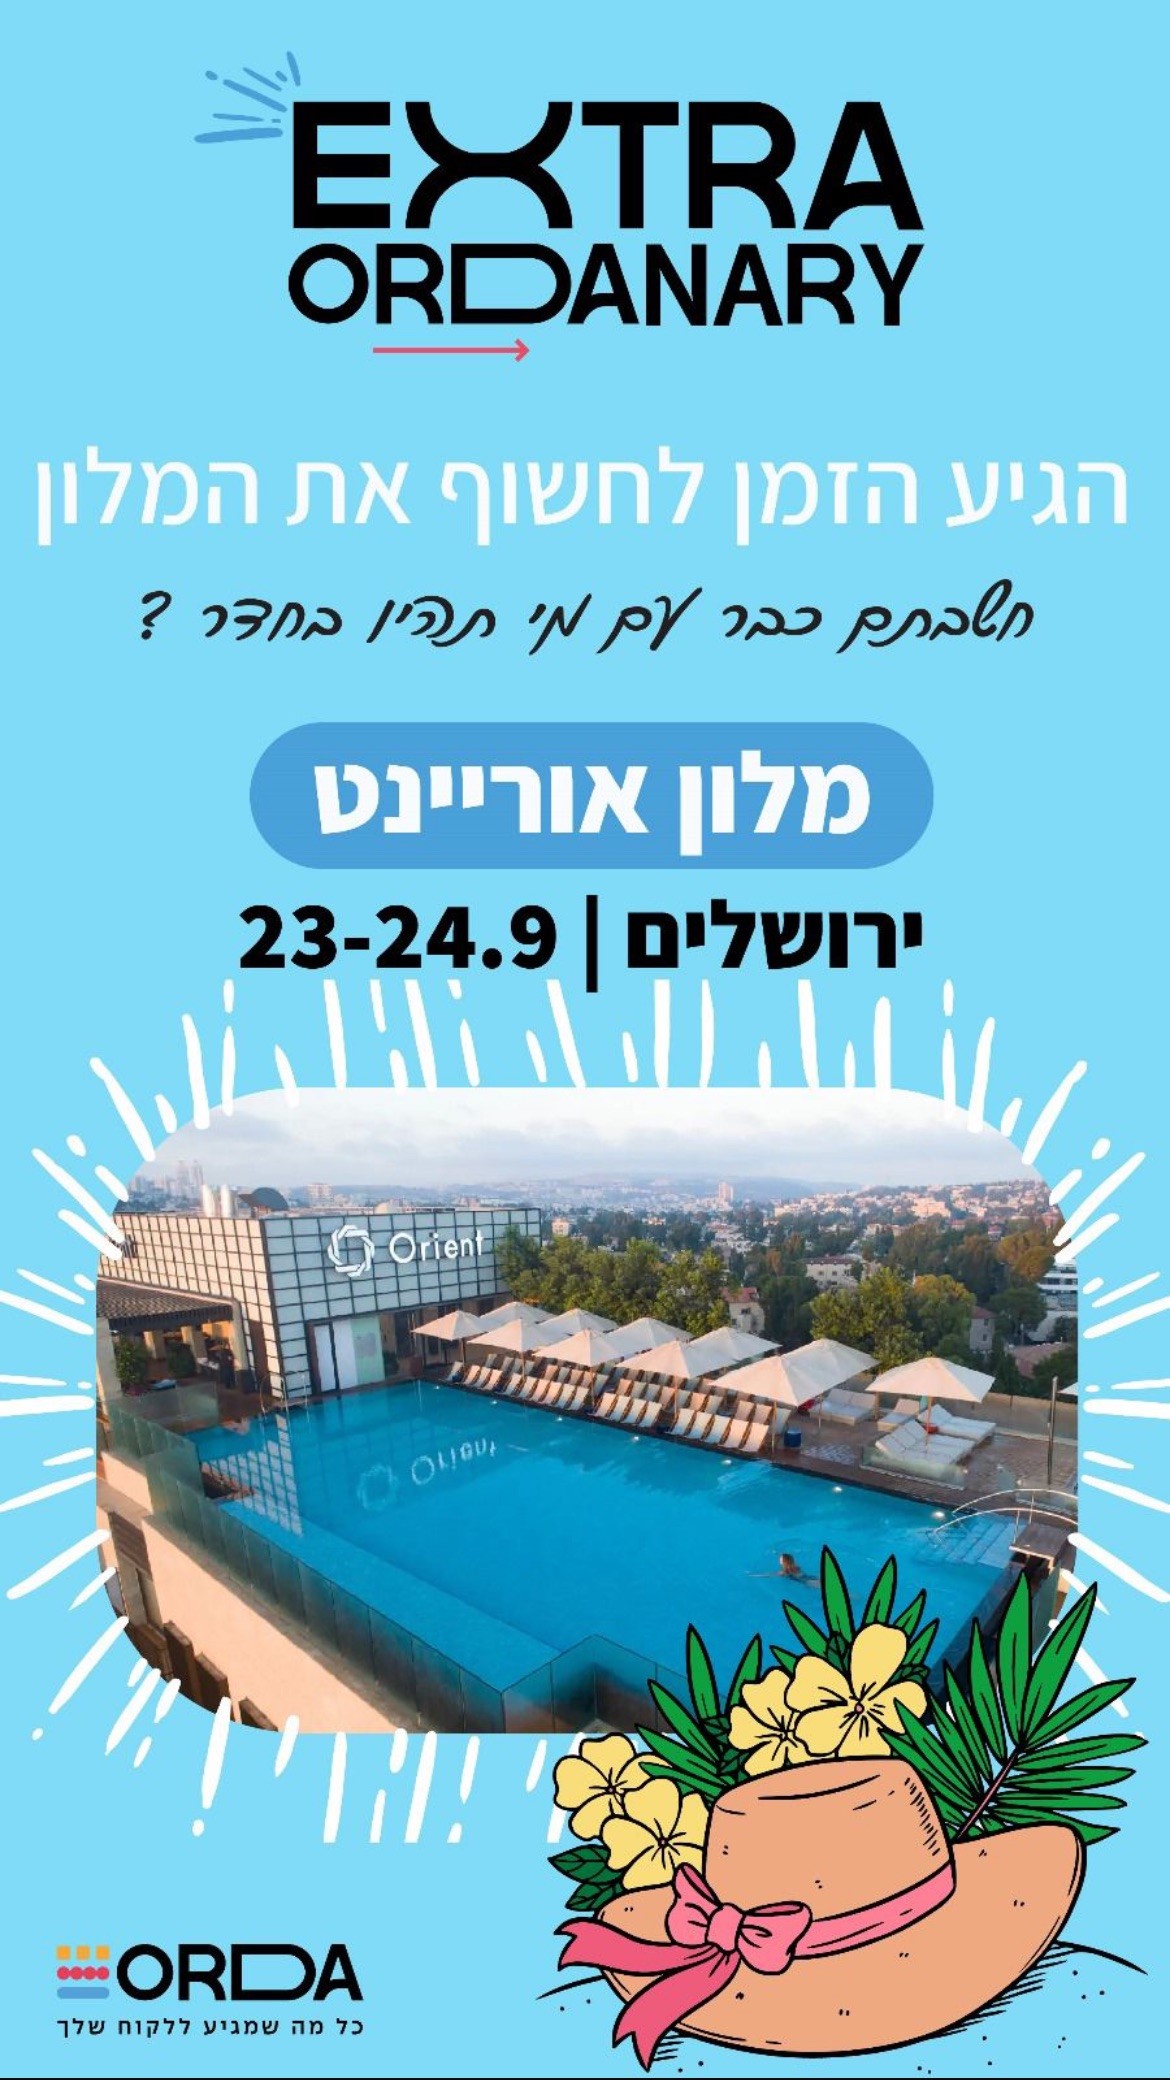 EXTRA
ORDANARY
הגיע הזמן לחשוף את המלון
חשבתם כבר עם מי תהיו בחדר ?
מלון אוריינט
ירושלים | 23-24.9
Orient
ORDA
כל מה שמגיע ללקוח שלך